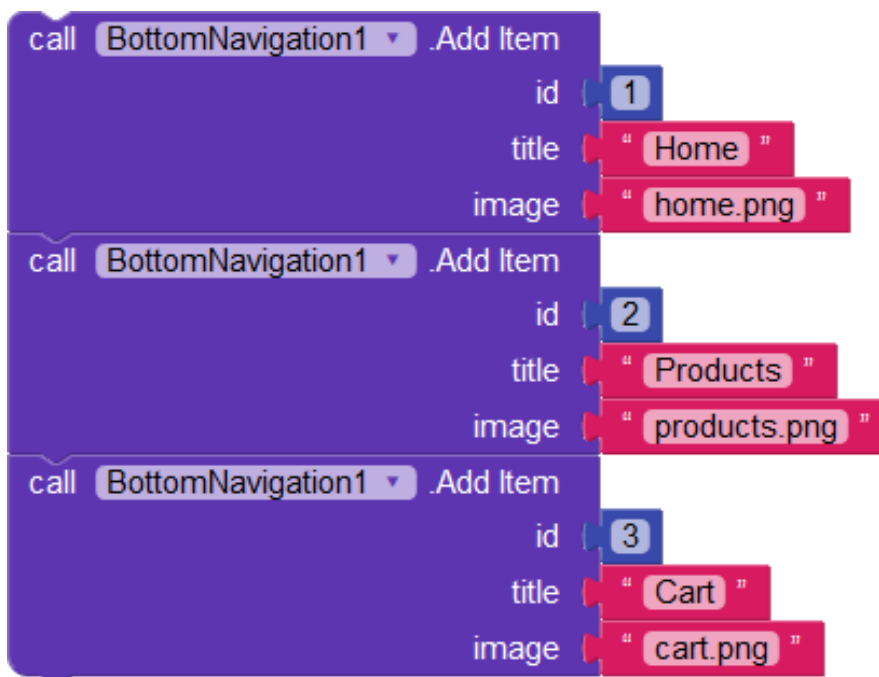 call BottomNavigation1 .Add Item
id 1
title “ Home ”
image “ home.png ”
call BottomNavigation1 .Add Item
id 2
title “ Products ”
image “ products.png ”
call BottomNavigation1 .Add Item
id 3
title “ Cart ”
image “ cart.png ”